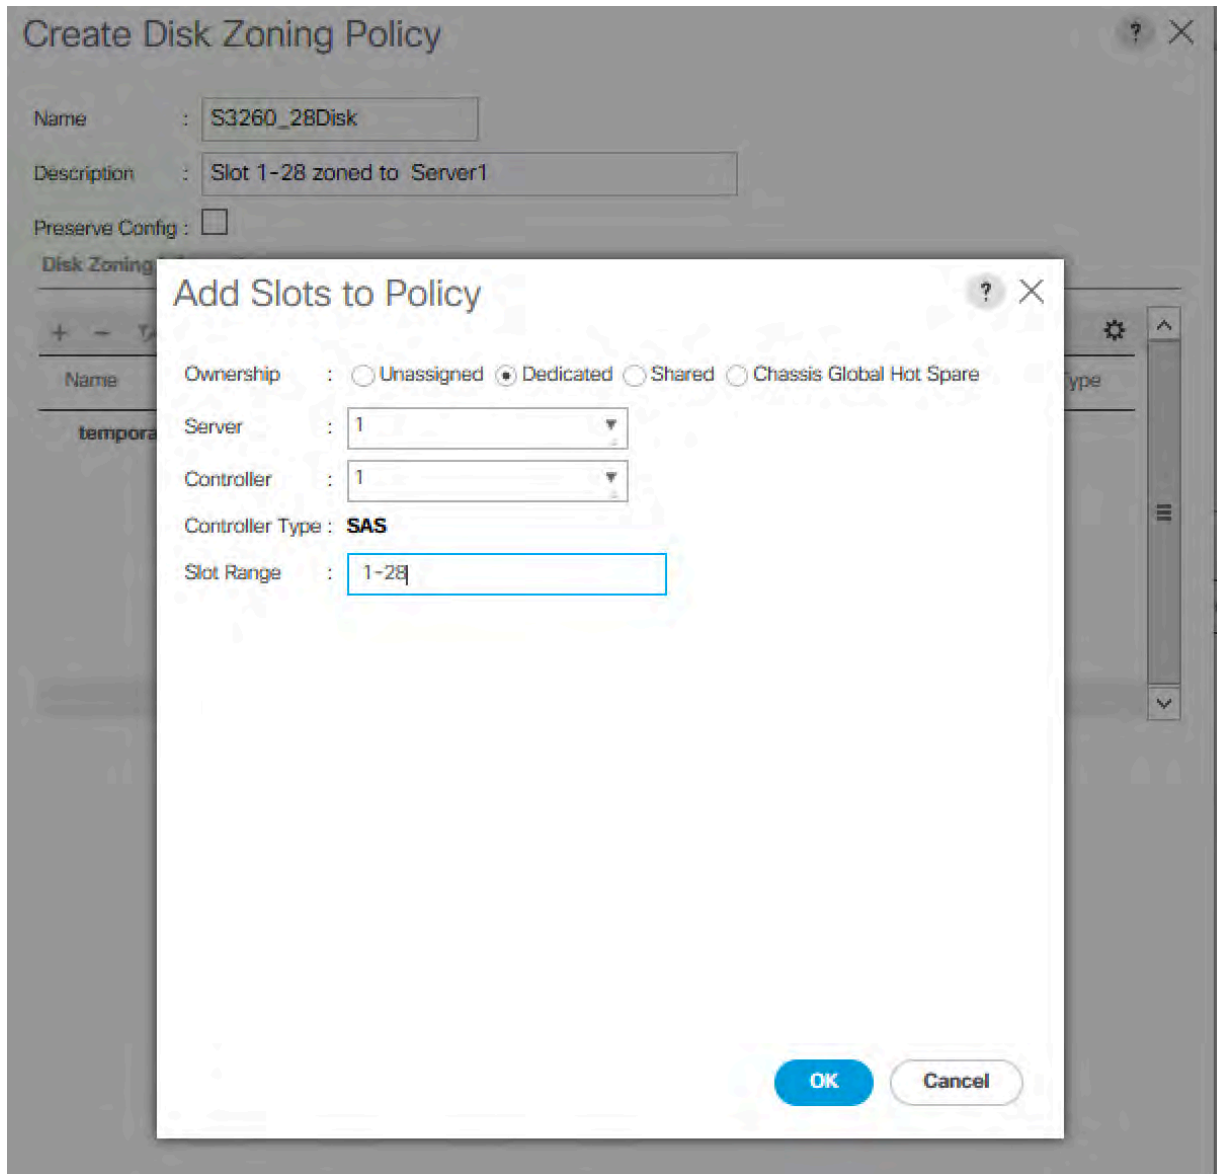 Create Disk Zoning Policy ?
Name : S3260_28Disk
Description : Slot 1-28 zoned to Server1
Preserve Config :
Disk Zoning
Add Slots to Policy ?
+ −
Name
Ownership : Unassigned Dedicated Shared Chassis Global Hot Spare
Type
Server : 1
tempora
Controller : 1
Controller Type : SAS
Slot Range : 1-28
OK Cancel